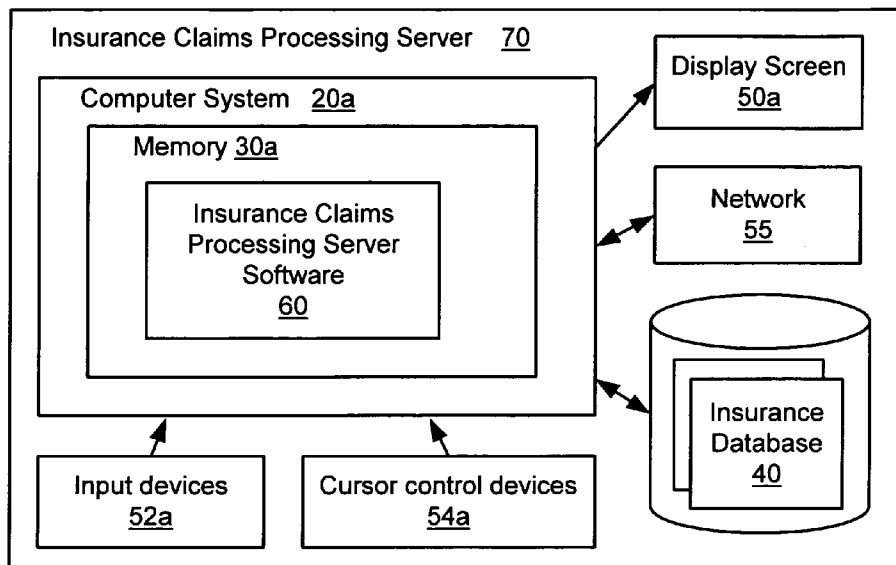 Insurance Claims Processing Server 70
Computer System 20a
Memory 30a
Insurance Claims
Processing Server
Software
60
Display Screen
50a
Network
55
Insurance
Database
40
Input devices
52a
Cursor control devices
54a